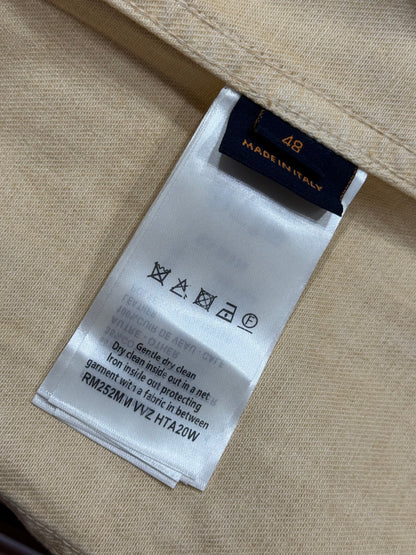 48
MADE IN ITALY
F
Gentle dry clean
Dry clean inside out in a net
Iron inside out protecting
garment with a fabric in between
RM252M.V VVZ HTA20W